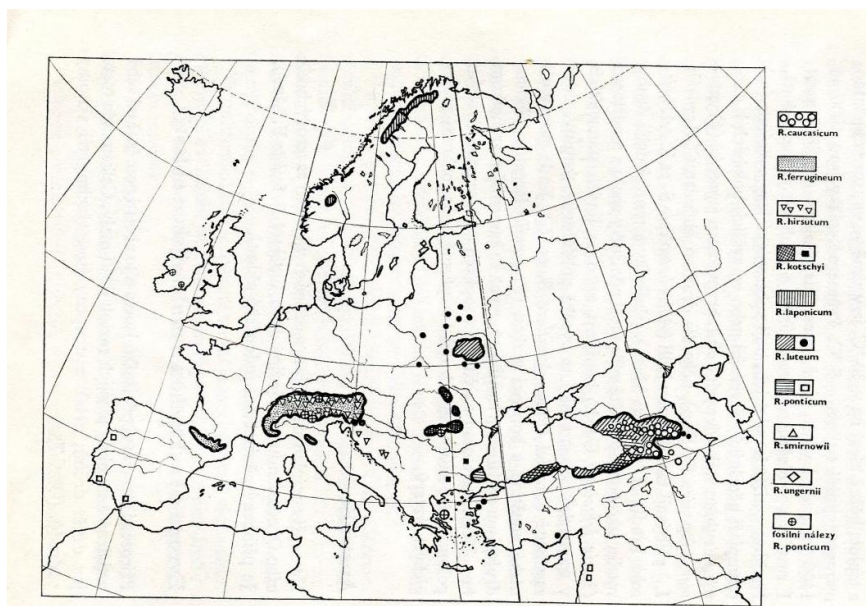 R.caucasicum
R.ferrugineum
R.hirsutum
R.kotschyi
R.laponicum
R.luteum
R.ponticum
R.smirnowii
R.ungernii
fosilní nálezy
R. ponticum